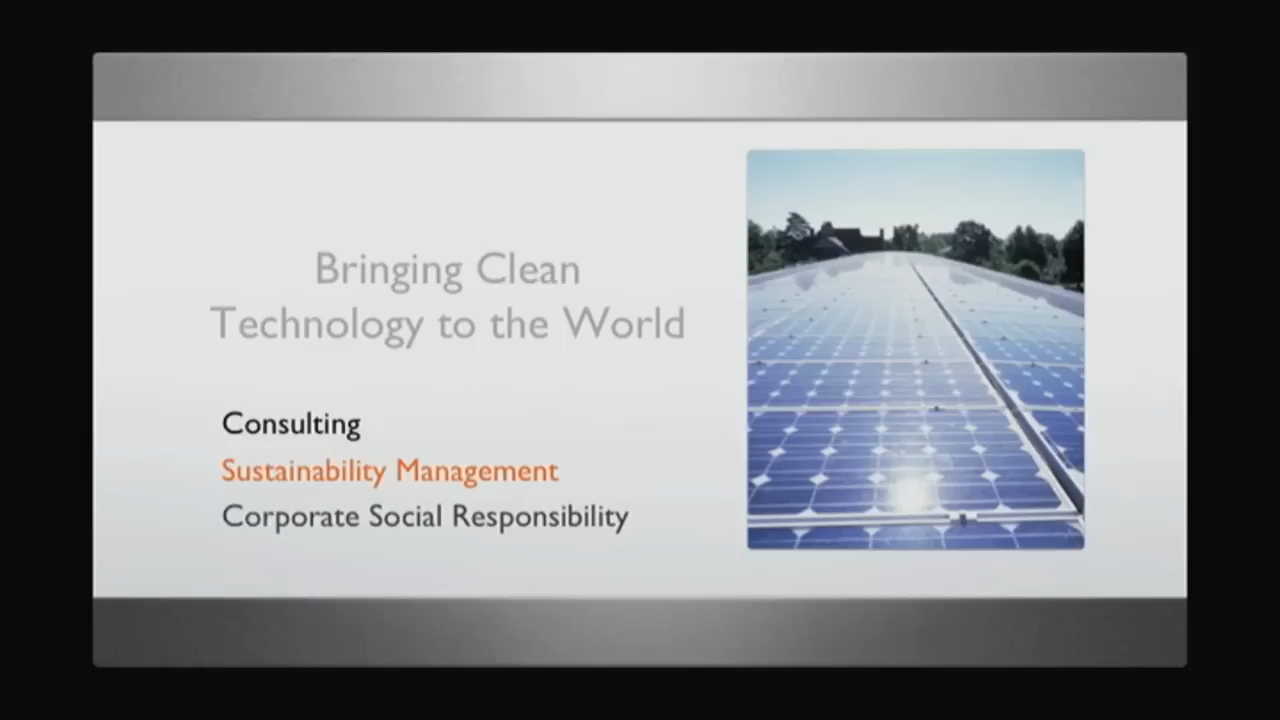 Bringing Clean
Technology to the World
Consulting
Sustainability Management
Corporate Social Responsibility